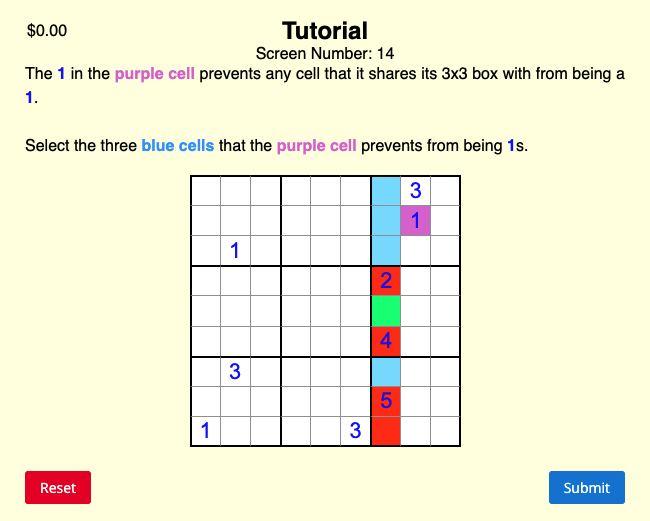 $0.00
Tutorial
Screen Number: 14
The 1 in the purple cell prevents any cell that it shares its 3x3 box with from being a
1.
Select the three blue cells that the purple cell prevents from being 1s.
3
1
1
2
4
3
5
1 3
Reset Submit